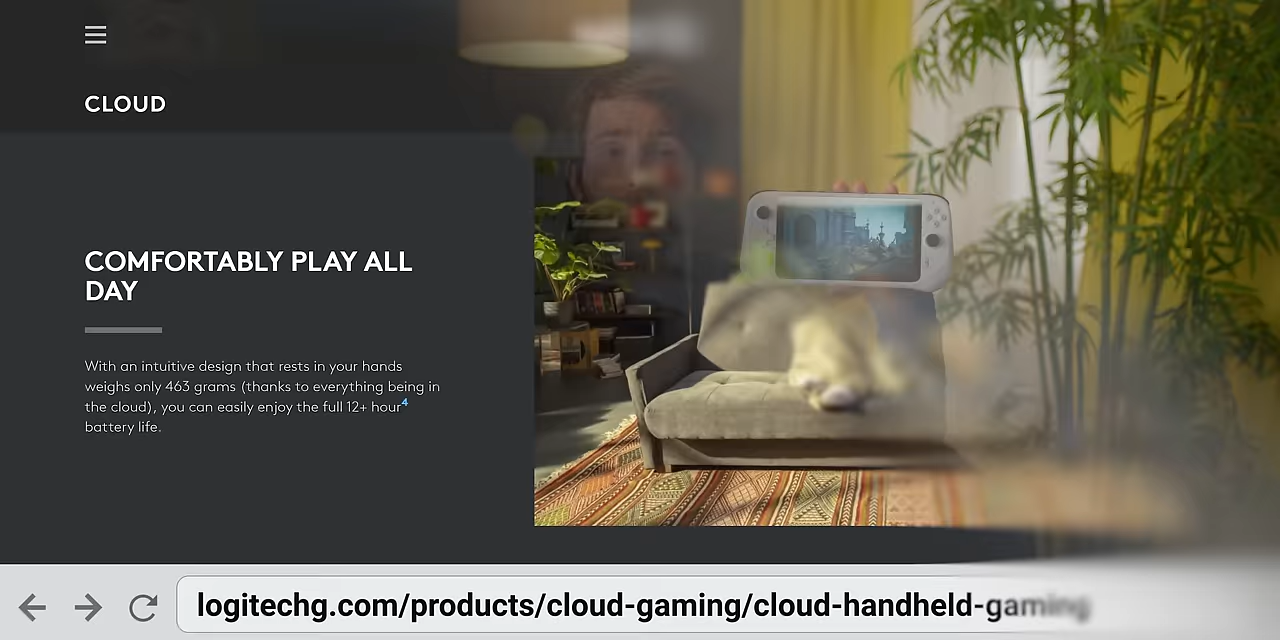 CLOUD
COMFORTABLY PLAY ALL
DAY
With an intuitive design that rests in your hands
weighs only 463 grams (thanks to everything being in
the cloud), you can easily enjoy the full 12+ hour4
battery life.
logitechg.com/products/cloud-gaming/cloud-handheld-gaming